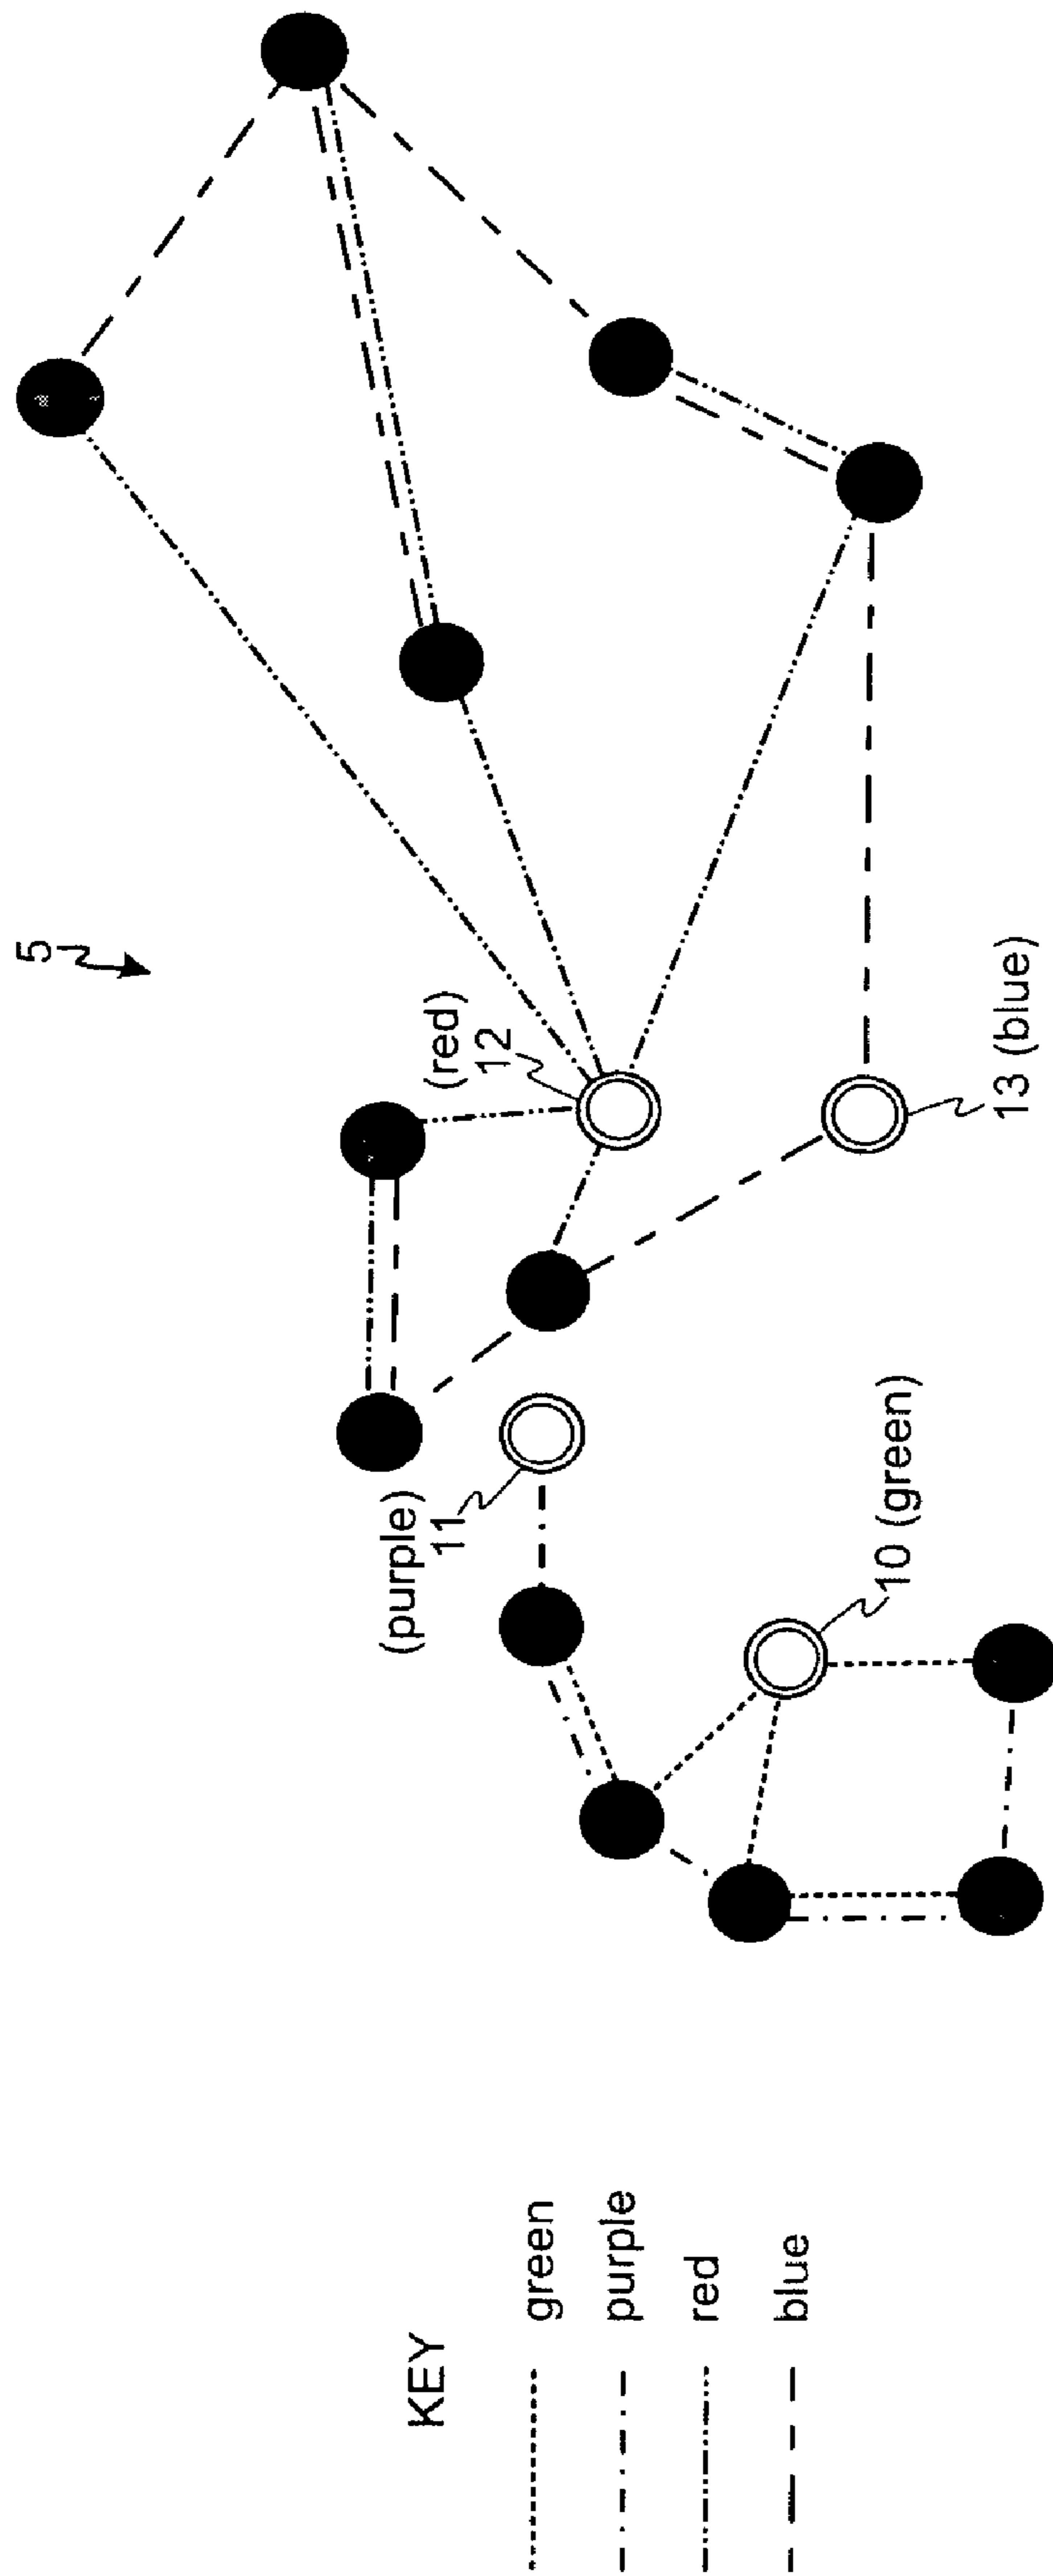 5
(red)
12
13 (blue)
(purple)
11
10 (green)
KEY
green
purple
red
blue